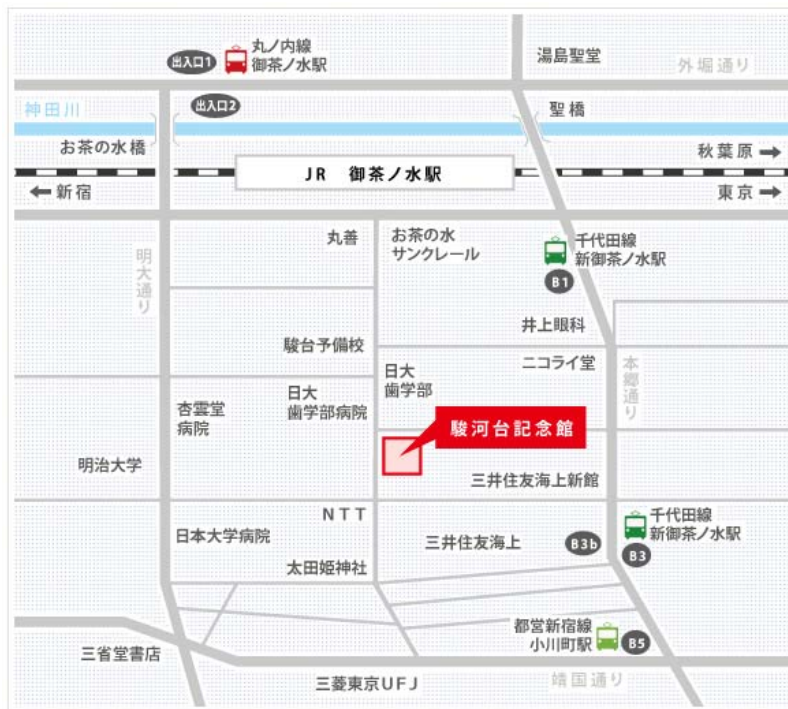 丸ノ内線
御茶ノ水駅
出入口1
湯島聖堂
外堀通り
神田川
出入口2
聖橋
お茶の水橋
秋葉原
JR 御茶ノ水駅
新宿
東京
丸善
お茶の水
サンクレール
千代田線
新御茶ノ水駅
B1
明大通り
井上眼科
駿台予備校
ニコライ堂
本郷通り
日大
歯学部
日大
歯学部病院
杏雲堂
病院
駿河台記念館
明治大学
三井住友海上新館
NTT
千代田線
新御茶ノ水駅
日本大学病院
三井住友海上
B3b
B3
太田姫神社
都営新宿線
小川町駅
B5
三省堂書店
三菱東京UFJ
靖国通り